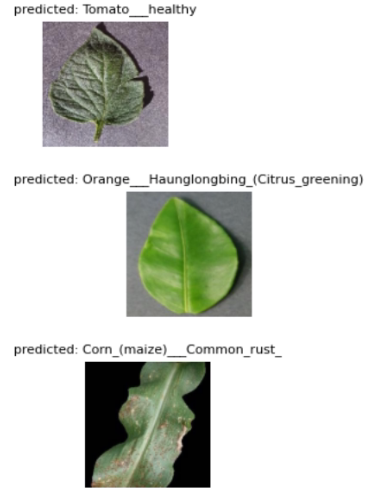 predicted: Tomato___healthy
predicted: Orange___Haunglongbing_(Citrus_greening)
predicted: Corn_(maize)___Common_rust_